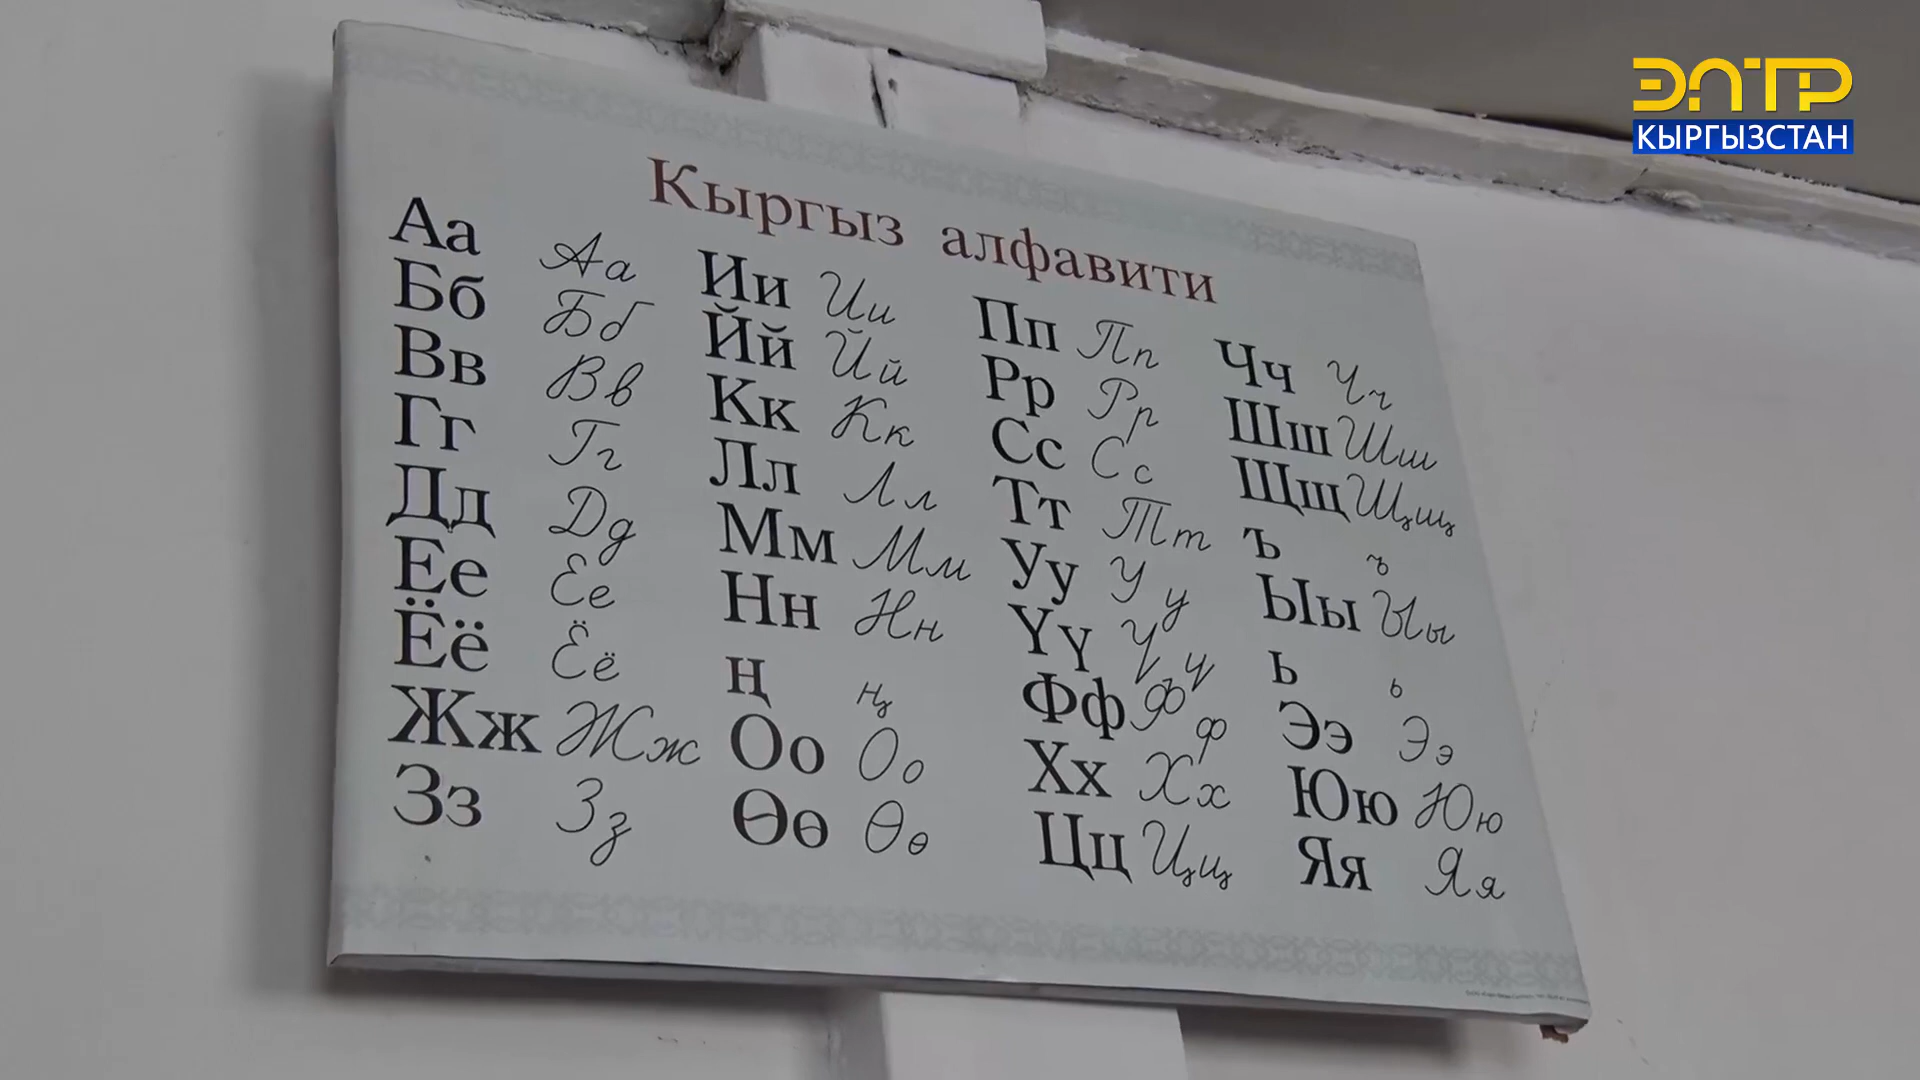 ЭЛТР
КЫРГЫЗСТАН
Кыргыз алфавити
Аа Аа
Бб Бб
Вв Вв
Гг Гг
Дд Дд
Ее Ее
Ёё Ёё
Жж Жж
Зз Зз
Ии Ии
Йй Йй
Кк Кк
Лл Лл
Мм Мм
Нн Нн
ң ң
Оо Оо
Өө Өө
Пп Пп
Рр Рр
Сс Сс
Тт Тт
Уу Уу
Үү Үү
Фф Фф
Хх Хх
Цц Цц
Чч Чч
Шш Шш
Щщ Щщ
ъ ъ
Ыы Ыы
ь ь
Ээ Ээ
Юю Юю
Яя Яя